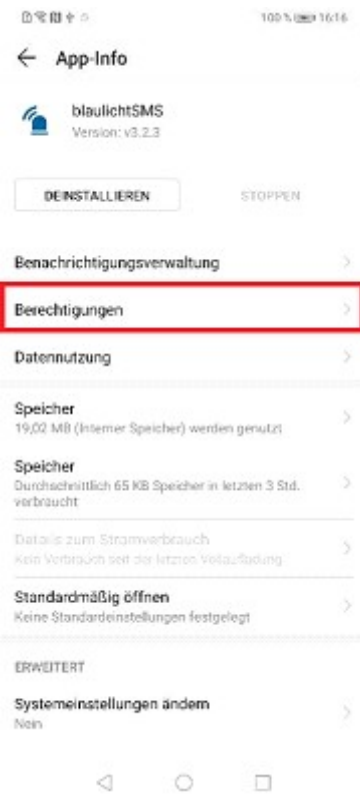 100 % 16:16
App-Info
blaulichtSMS
Version: v3.2.3
DEINSTALLIEREN STOPPEN
Benachrichtigungsverwaltung
Berechtigungen
Datennutzung
Speicher
19,02 MB (Interner Speicher) werden genutzt
Speicher
Durchschnittlich 65 KB Speicher in letzten 3 Std.
verbraucht
Details zum Stromverbrauch
Kein Verbrauch seit der letzten Vollaufladung
Standardmäßig öffnen
Keine Standardeinstellungen festgelegt
ERWEITERT
Systemeinstellungen ändern
Nein